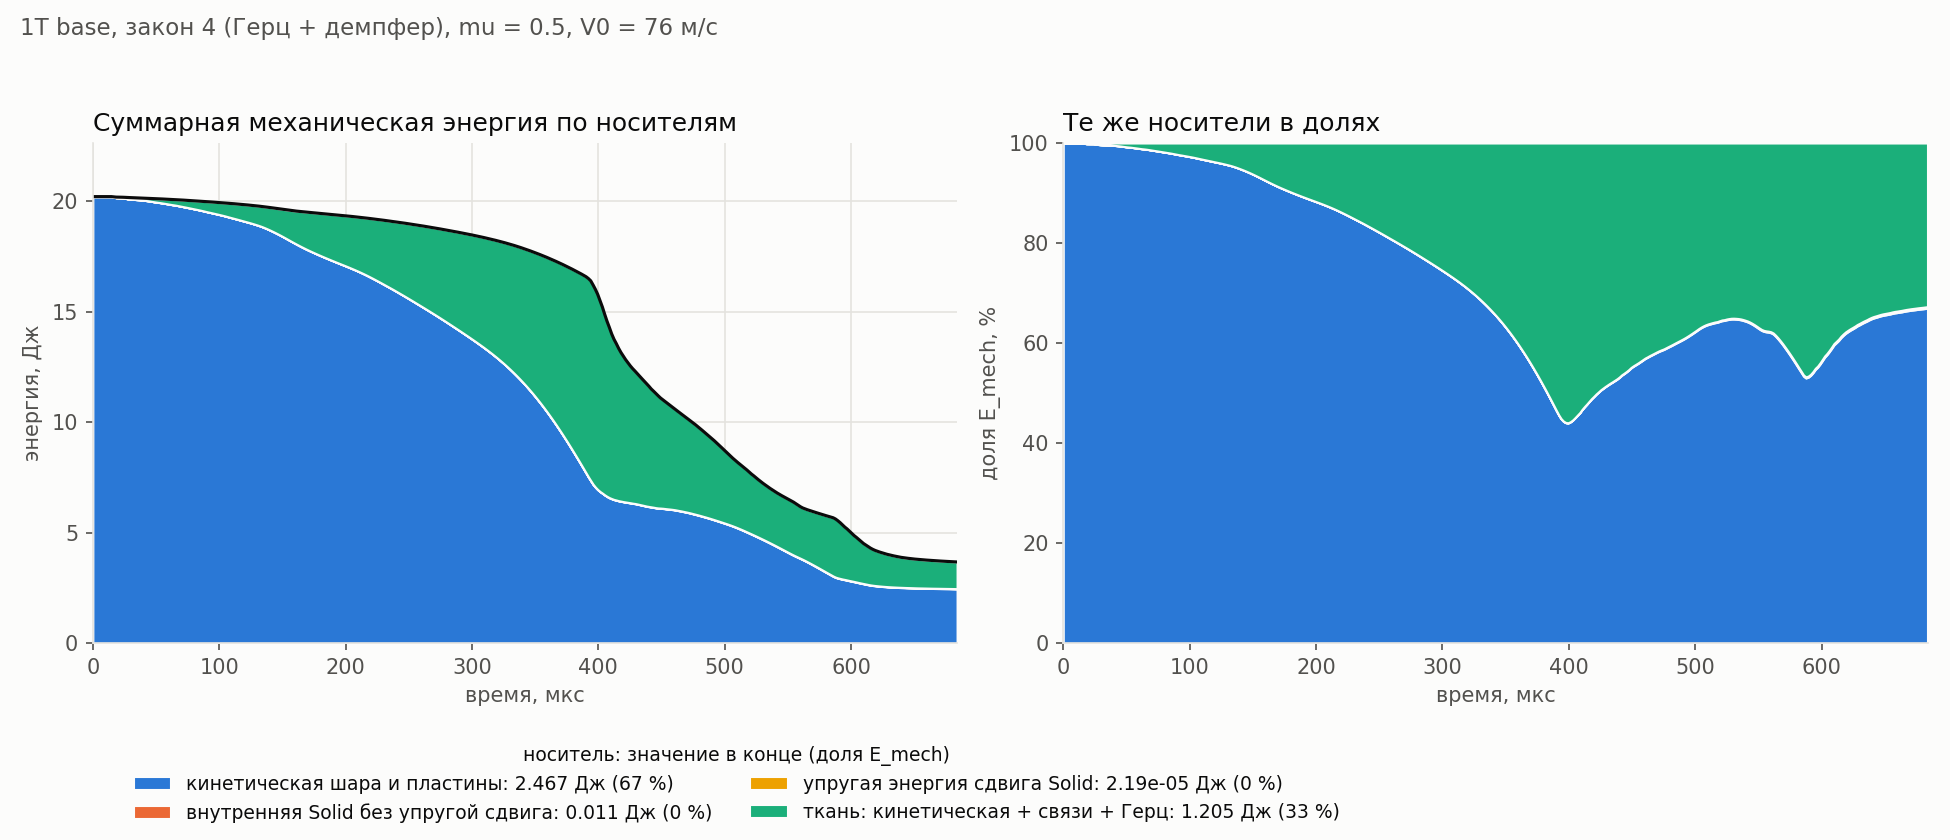 1T base, закон 4 (Герц + демпфер), mu = 0.5, V0 = 76 м/с
Суммарная механическая энергия по носителям
энергия, Дж
20
15
10
5
0
0 100 200 300 400 500 600
время, мкс
Те же носители в долях
доля E_mech, %
100
80
60
40
20
0
0 100 200 300 400 500 600
время, мкс
носитель: значение в конце (доля E_mech)
кинетическая шара и пластины: 2.467 Дж (67 %)
внутренняя Solid без упругой сдвига: 0.011 Дж (0 %)
упругая энергия сдвига Solid: 2.19e-05 Дж (0 %)
ткань: кинетическая + связи + Герц: 1.205 Дж (33 %)